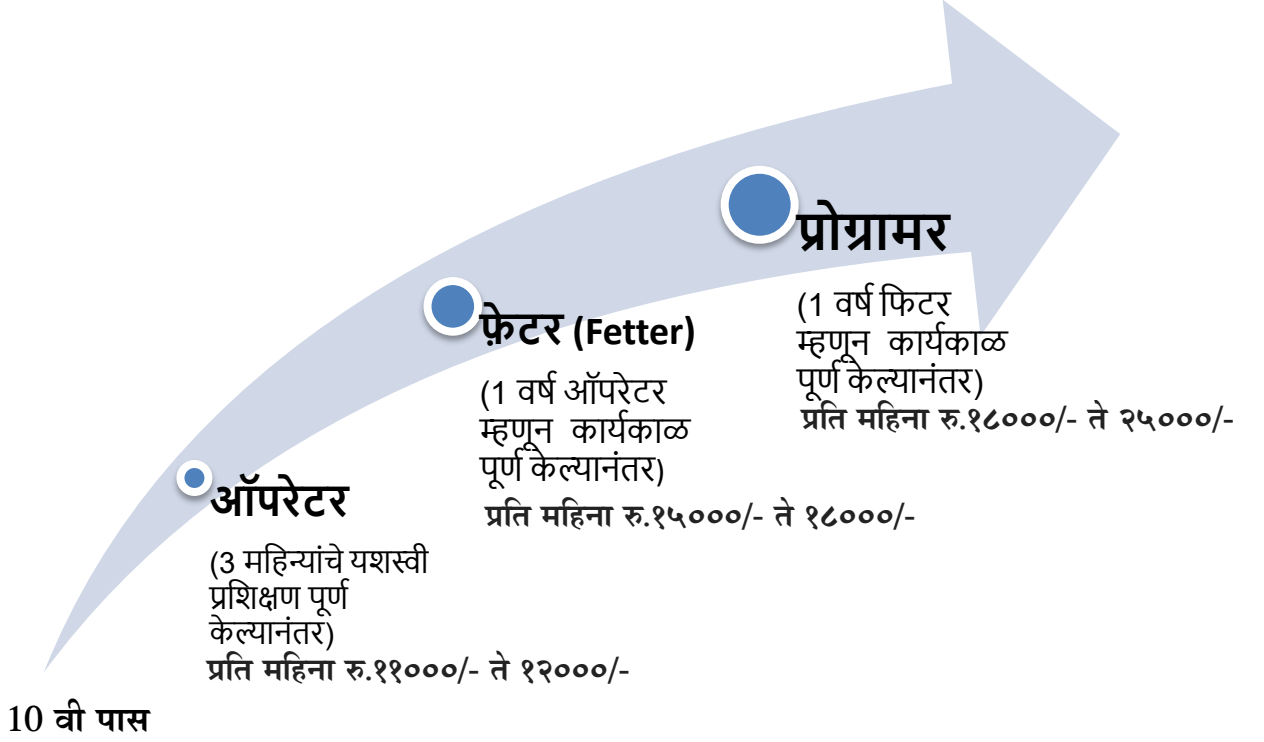 प्रोग्रामर
(1 वर्ष फिटर
म्हणून कार्यकाळ
पूर्ण केल्यानंतर)
प्रति महिना रु.१८०००/- ते २५०००/-
फ़ेटर (Fetter)
(1 वर्ष ऑपरेटर
म्हणून कार्यकाळ
पूर्ण केल्यानंतर)
प्रति महिना रु.१५०००/- ते १८०००/-
ऑपरेटर
(3 महिन्यांचे यशस्वी
प्रशिक्षण पूर्ण
केल्यानंतर)
प्रति महिना रु.११०००/- ते १२०००/-
10 वी पास